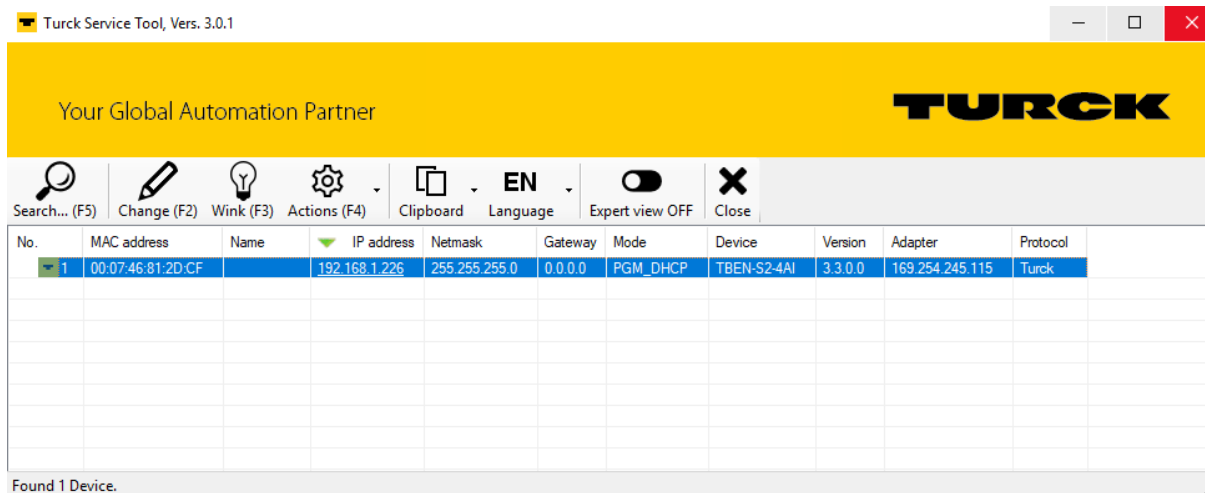 Turck Service Tool, Vers. 3.0.1
Your Global Automation Partner
TURCK
Search... (F5) Change (F2) Wink (F3) Actions (F4) Clipboard EN Language Expert view OFF Close
No. MAC address Name IP address Netmask Gateway Mode Device Version Adapter Protocol
1 00:07:46:81:2D:CF 192.168.1.226 255.255.255.0 0.0.0.0 PGM_DHCP TBEN-S2-4AI 3.3.0.0 169.254.245.115 Turck
Found 1 Device.